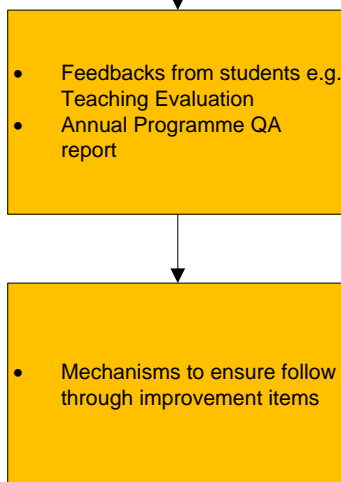 • Feedbacks from students e.g.
Teaching Evaluation
• Annual Programme QA
report
• Mechanisms to ensure follow
through improvement items